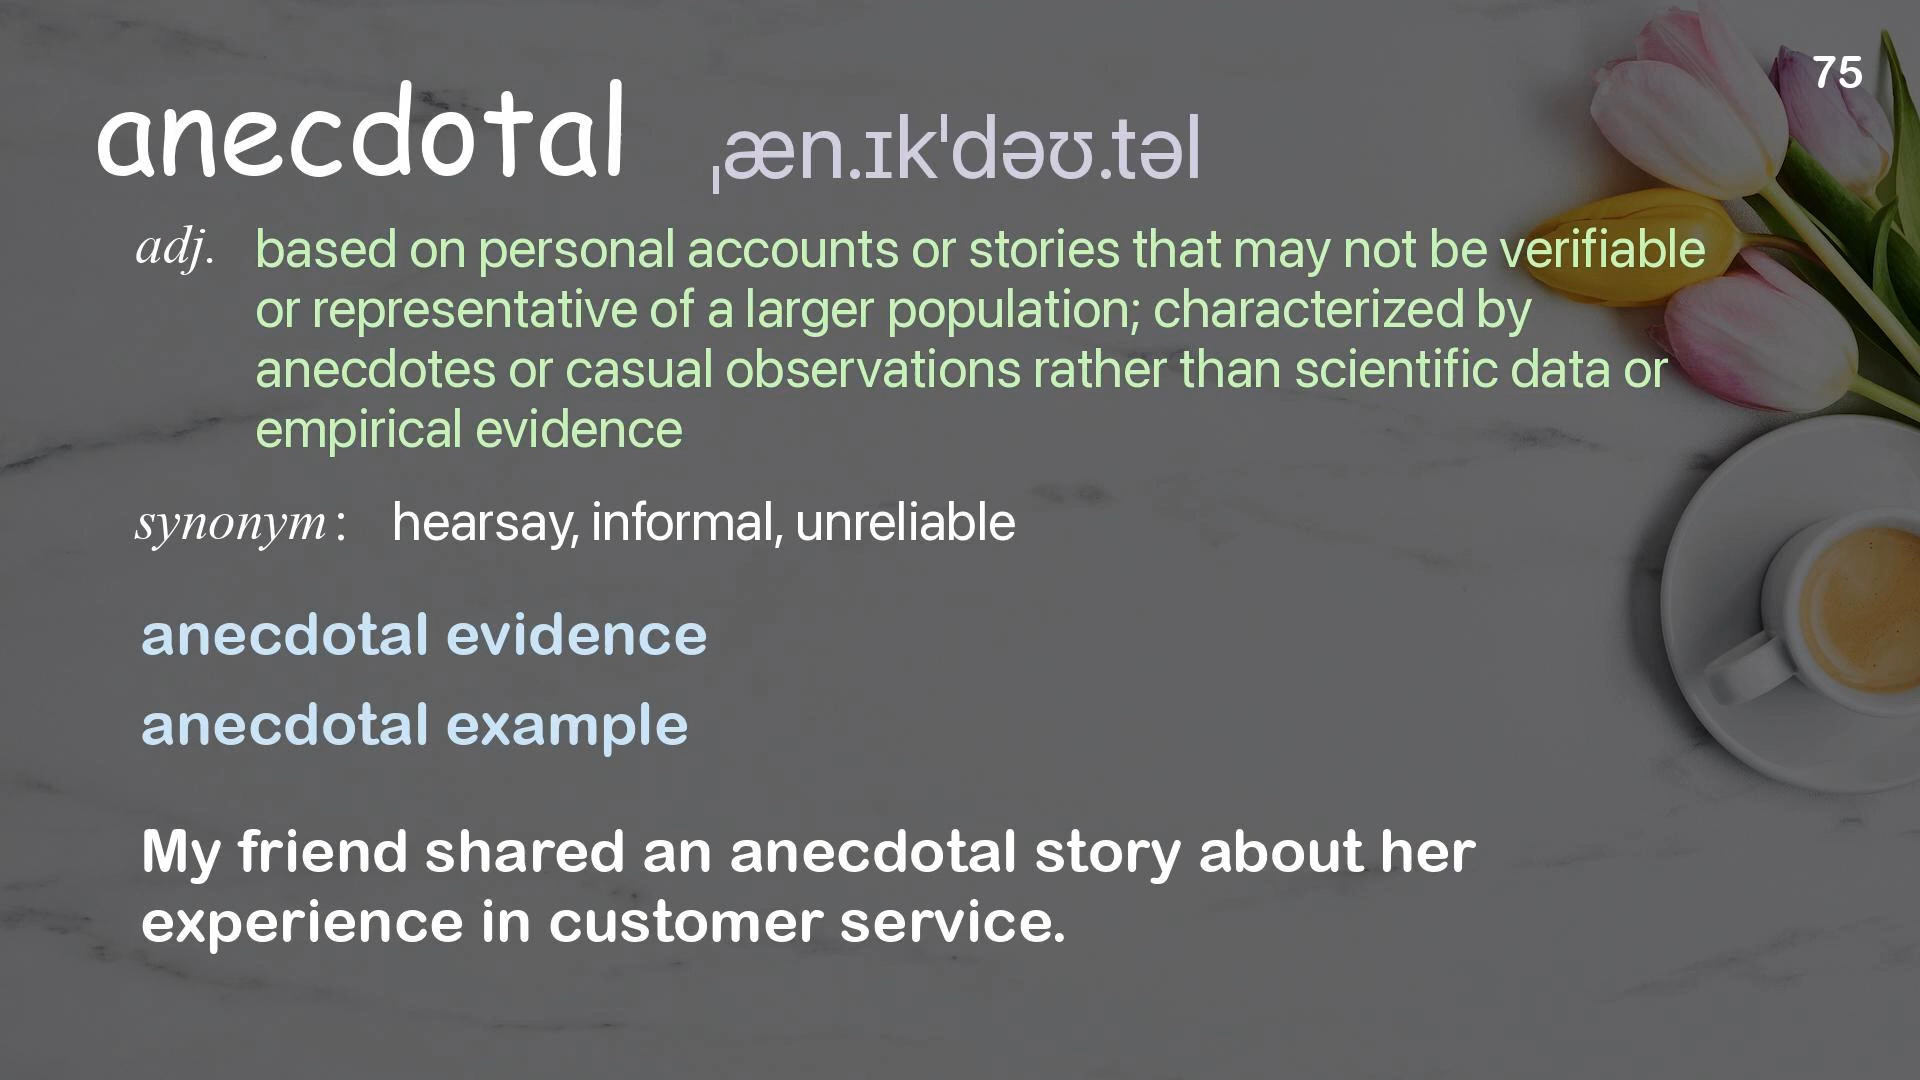 75
anecdotal ˌæn.ɪkˈdəʊ.təl
adj. based on personal accounts or stories that may not be verifiable
or representative of a larger population; characterized by
anecdotes or casual observations rather than scientific data or
empirical evidence
synonym: hearsay, informal, unreliable
anecdotal evidence
anecdotal example
My friend shared an anecdotal story about her
experience in customer service.